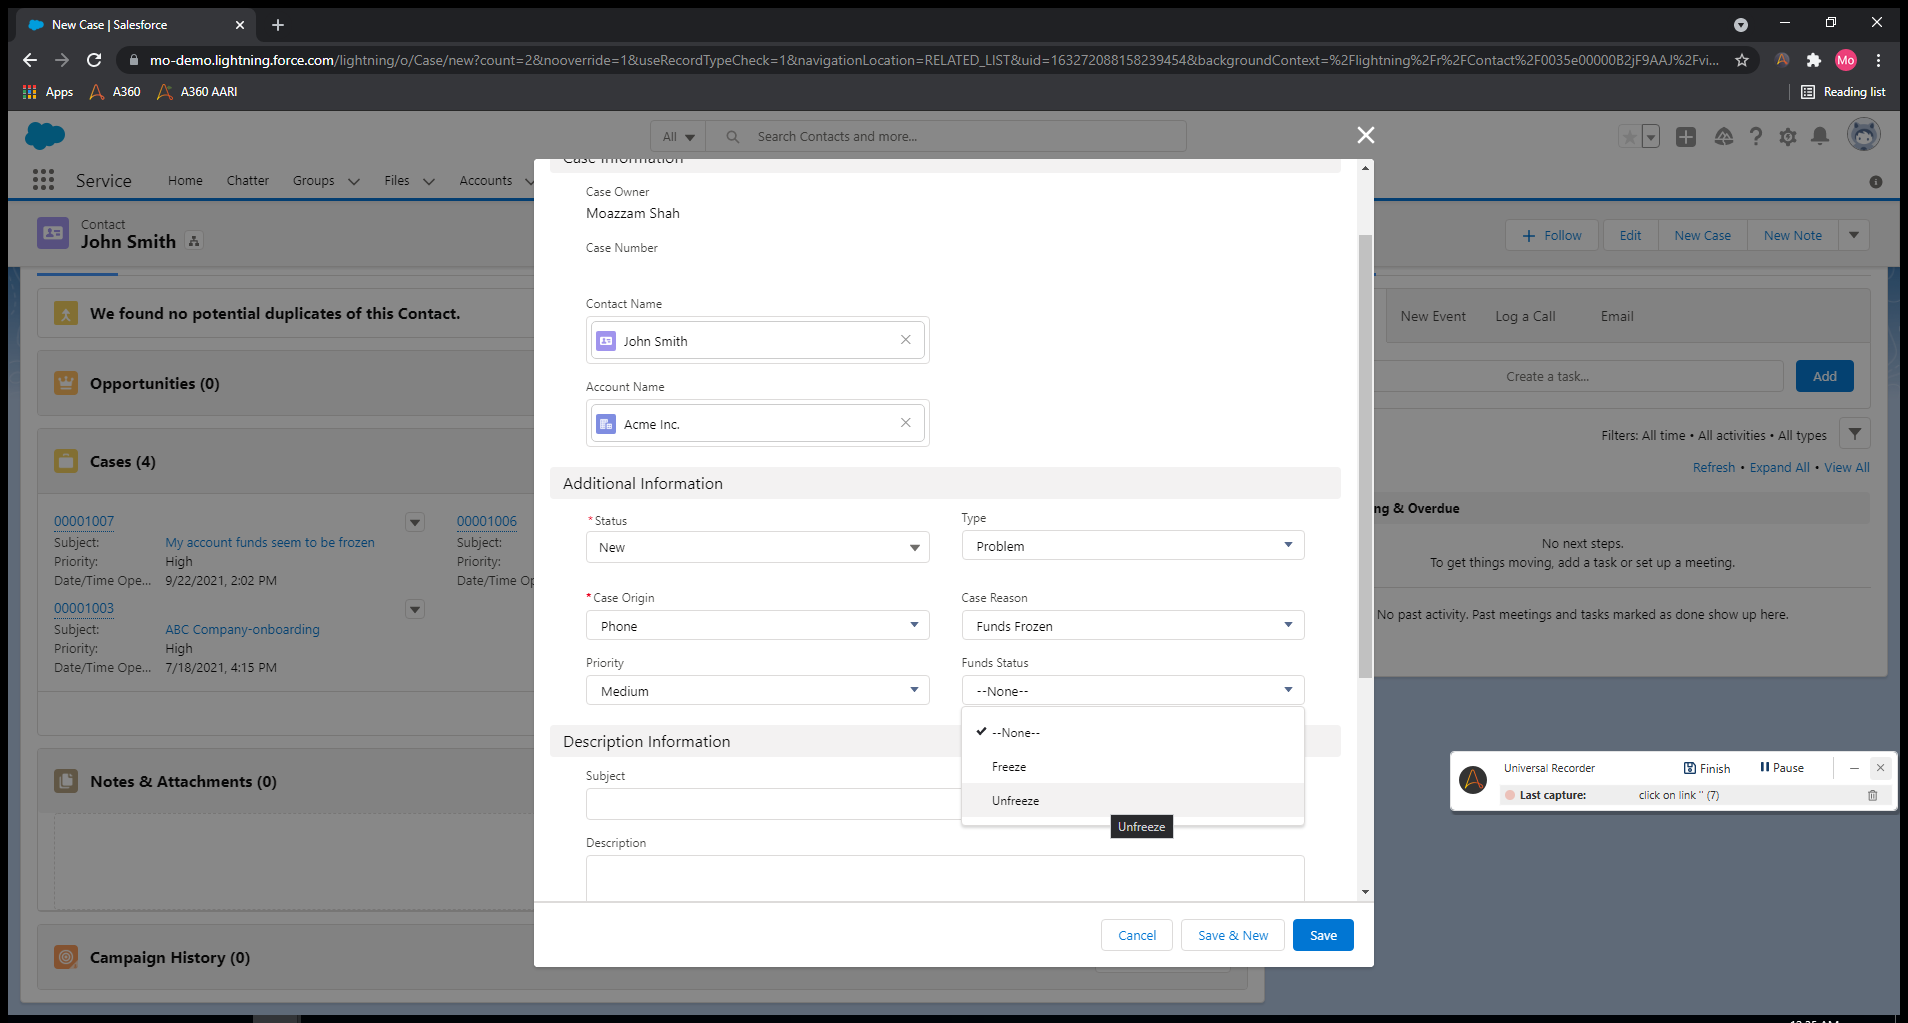 New Case | Salesforce
mo-demo.lightning.force.com/lightning/o/Case/new?count=2&nooverride=1&useRecordTypeCheck=1&navigationLocation=RELATED_LIST&uid=163272088158239454&backgroundContext=%2Flightning%2Fr%2FContact%2F0035e00000B2jF9AAJ%2Fvi...
Mo
Apps A360 A360 AARI
Reading list
All Search Contacts and more...
Service Home Chatter Groups Files Accounts
Contact
John Smith
Follow Edit New Case New Note
We found no potential duplicates of this Contact.
Opportunities (0)
Cases (4)
00001007
Subject: My account funds seem to be frozen
Priority: High
Date/Time Ope... 9/22/2021, 2:02 PM
00001006
Subject:
Priority:
Date/Time Op
00001003
Subject: ABC Company-onboarding
Priority: High
Date/Time Ope... 7/18/2021, 4:15 PM
Notes & Attachments (0)
Campaign History (0)
Case Information
Case Owner
Moazzam Shah
Case Number
Contact Name
John Smith
Account Name
Acme Inc.
Additional Information
*Status
New
Type
Problem
*Case Origin
Phone
Case Reason
Funds Frozen
Priority
Medium
Funds Status
--None--
--None--
Freeze
Unfreeze
Unfreeze
Description Information
Subject
Description
Cancel Save & New Save
New Event Log a Call Email
Create a task... Add
Filters: All time • All activities • All types
Refresh • Expand All • View All
ng & Overdue
No next steps.
To get things moving, add a task or set up a meeting.
No past activity. Past meetings and tasks marked as done show up here.
Universal Recorder Finish Pause
Last capture: click on link '' (7)